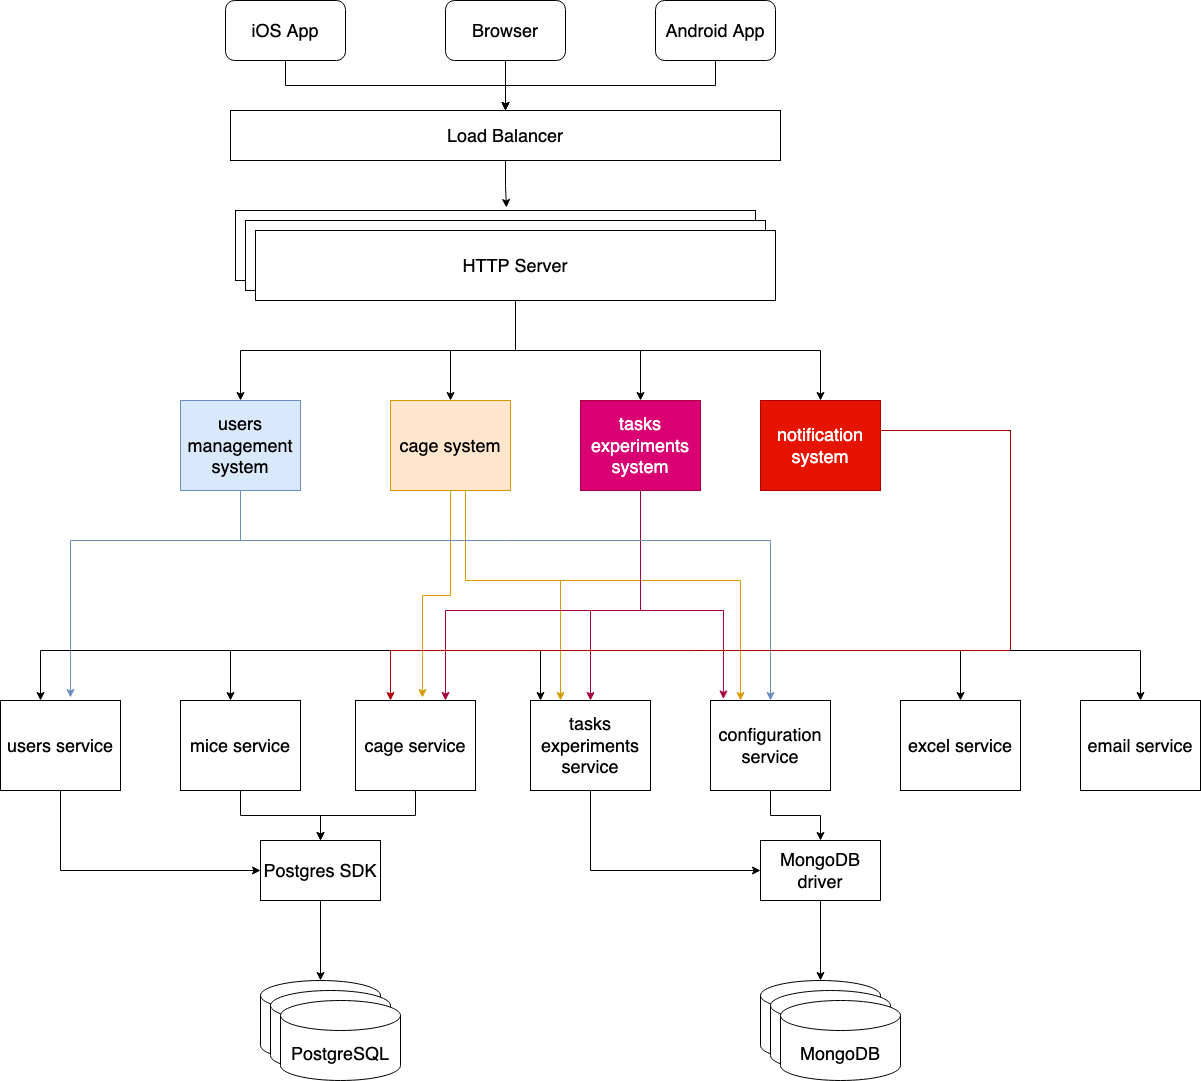 iOS App
Browser
Android App
Load Balancer
HTTP Server
users
management
system
cage system
tasks
experiments
system
notification
system
users service
mice service
cage service
tasks
experiments
service
configuration
service
excel service
email service
Postgres SDK
MongoDB
driver
PostgreSQL
MongoDB